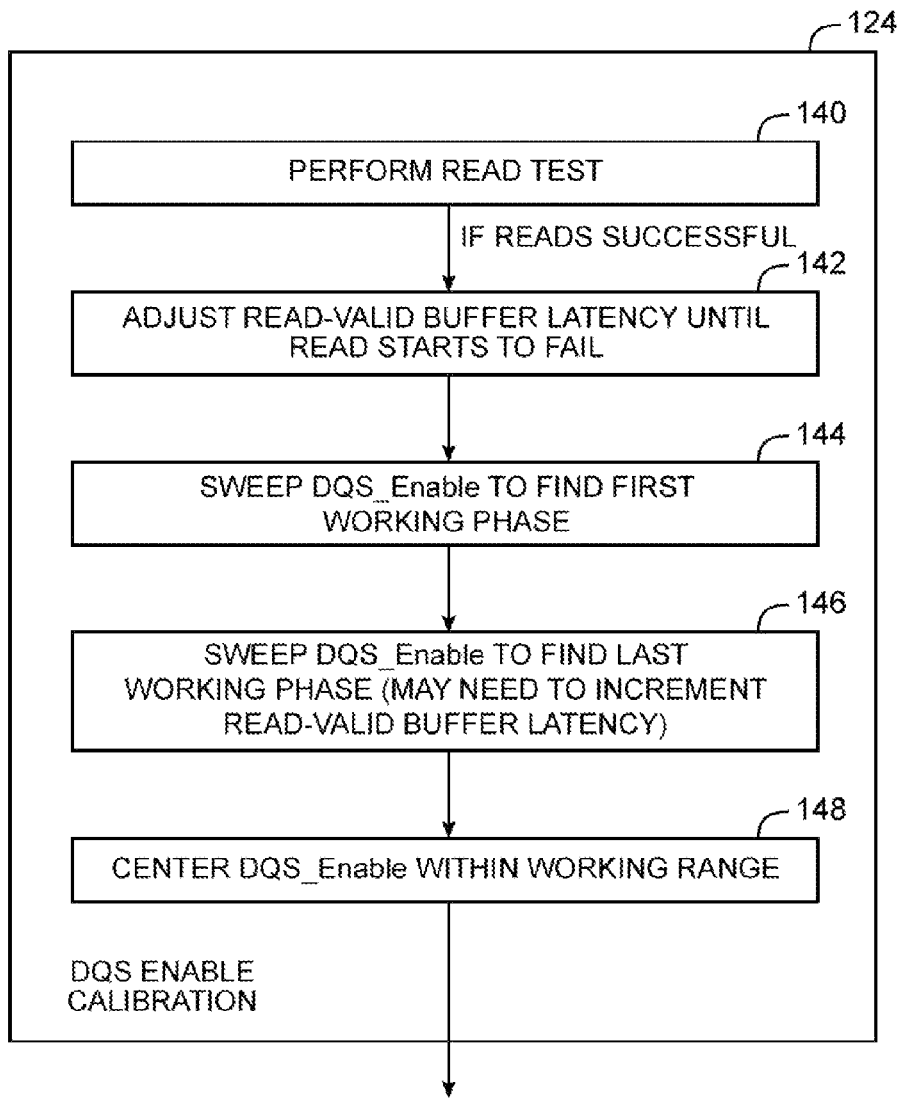 124
140
PERFORM READ TEST
IF READS SUCCESSFUL
142
ADJUST READ-VALID BUFFER LATENCY UNTIL
READ STARTS TO FAIL
144
SWEEP DQS_Enable TO FIND FIRST
WORKING PHASE
146
SWEEP DQS_Enable TO FIND LAST
WORKING PHASE (MAY NEED TO INCREMENT
READ-VALID BUFFER LATENCY)
148
CENTER DQS_Enable WITHIN WORKING RANGE
DQS ENABLE
CALIBRATION